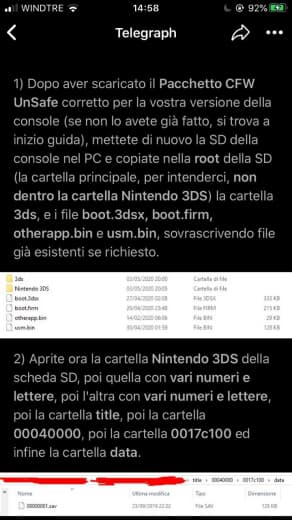 WINDTRE 14:58 92%
Telegraph
1) Dopo aver scaricato il Pacchetto CFW
UnSafe corretto per la vostra versione della
console (se non lo avete già fatto, si trova a
inizio guida), mettete di nuovo la SD della
console nel PC e copiate nella root della SD
(la cartella principale, per intenderci, non
dentro la cartella Nintendo 3DS) la cartella
3ds, e i file boot.3dsx, boot.firm,
otherapp.bin e usm.bin, sovrascrivendo file
già esistenti se richiesto.
3ds 03/05/2020 20:05 Cartella di file
Nintendo 3DS 03/05/2020 20:00 Cartella di file
boot.3dsx 27/04/2020 02:08 File 3DSX 333 KB
boot.firm 26/04/2020 23:48 File FIRM 215 KB
otherapp.bin 14/02/2020 06:06 File BIN 29 KB
usm.bin 30/04/2020 01:59 File BIN 128 KB
2) Aprite ora la cartella Nintendo 3DS della
scheda SD, poi quella con vari numeri e
lettere, poi l'altra con vari numeri e lettere,
poi la cartella title, poi la cartella
00040000, poi la cartella 0017c100 ed
infine la cartella data.
title › 00040000 › 0017c100 › data
Nome Ultima modifica Tipo Dimensione
00000001.sav 23/09/2019 22:22 File SAV 128 KB